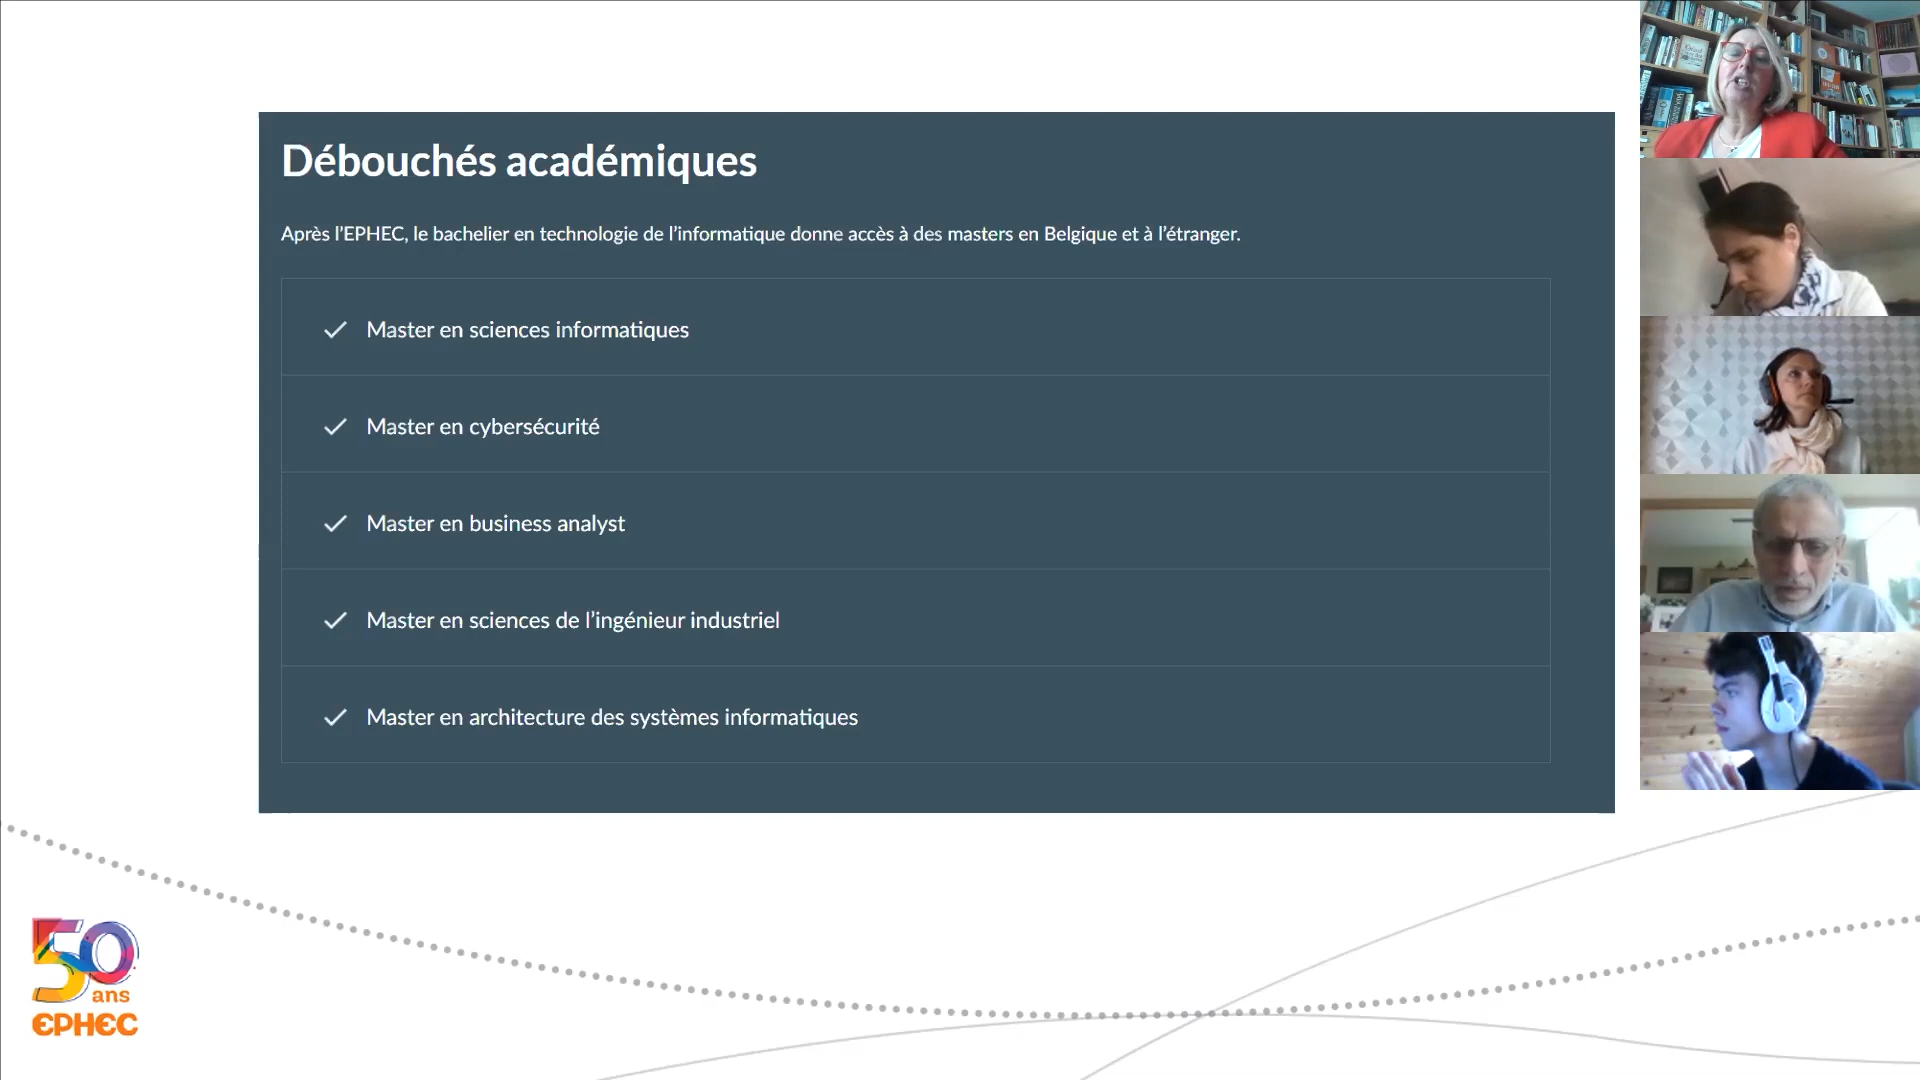 Débouchés académiques
Après l'EPHEC, le bachelier en technologie de l'informatique donne accès à des masters en Belgique et à l'étranger.
Master en sciences informatiques
Master en cybersécurité
Master en business analyst
Master en sciences de l'ingénieur industriel
Master en architecture des systèmes informatiques
50
ans
EPHEC